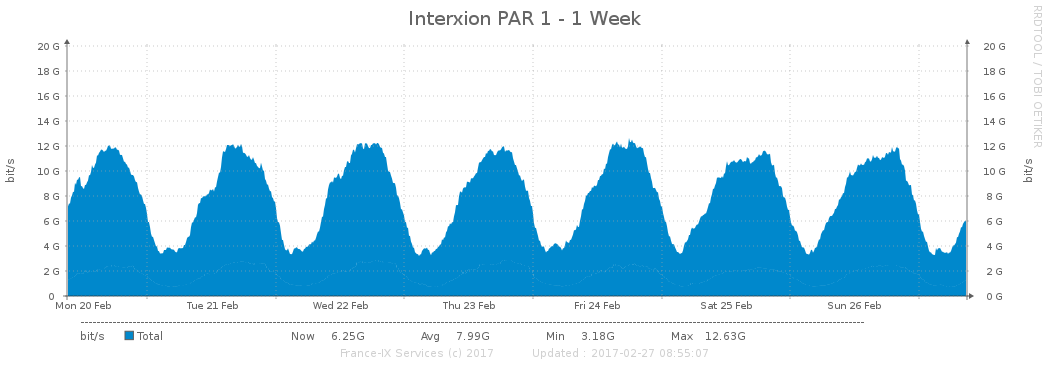 Interxion PAR 1 - 1 Week
RRDTOOL / TOBI OETIKER
bit/s
20 G 20 G
18 G 18 G
16 G 16 G
14 G 14 G
12 G 12 G
10 G 10 G
8 G 8 G
6 G 6 G
4 G 4 G
2 G 2 G
0 0 G
bit/s
Mon 20 Feb Tue 21 Feb Wed 22 Feb Thu 23 Feb Fri 24 Feb Sat 25 Feb Sun 26 Feb
bit/s Total Now 6.25G Avg 7.99G Min 3.18G Max 12.63G
France-IX Services (c) 2017 Updated : 2017-02-27 08:55:07